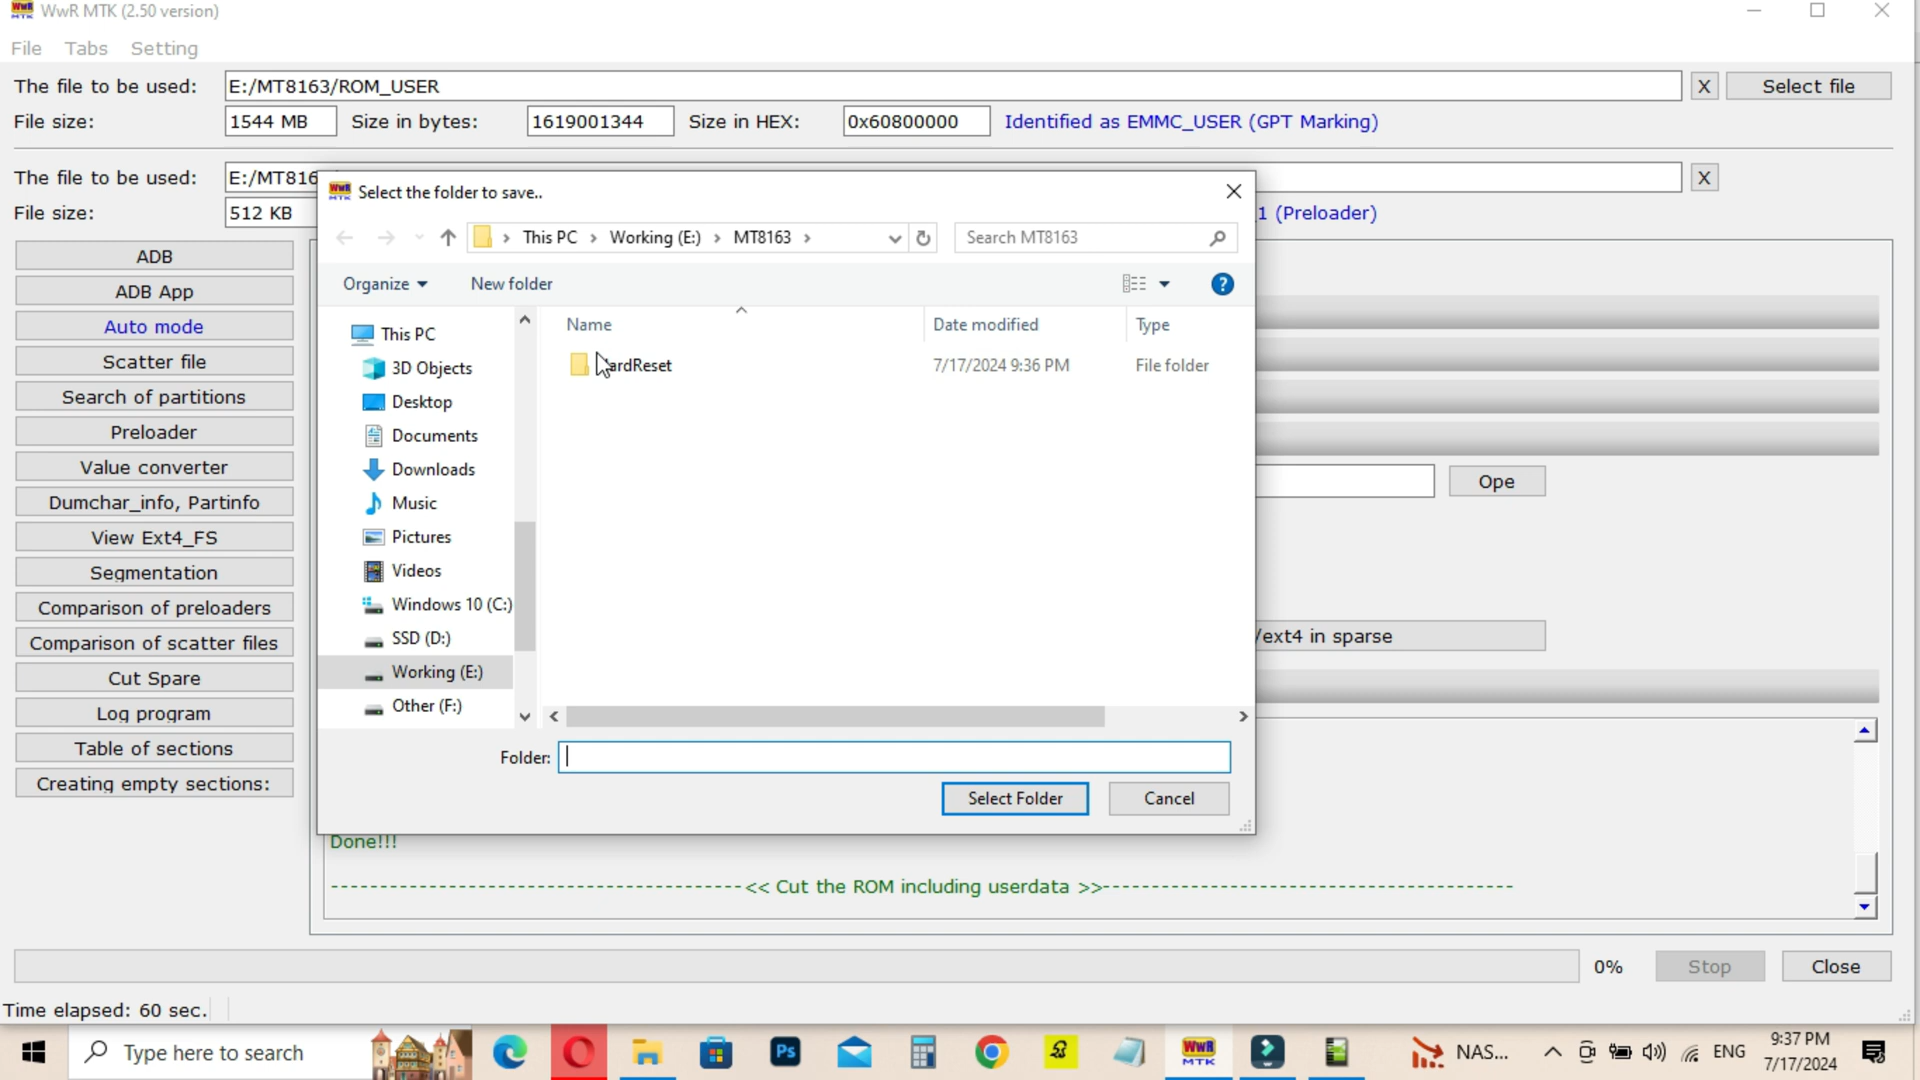 WwR MTK (2.50 version)
File Tabs Setting
The file to be used: E:/MT8163/ROM_USER X Select file
File size: 1544 MB Size in bytes: 1619001344 Size in HEX: 0x60800000 Identified as EMMC_USER (GPT Marking)
The file to be used: E:/MT816 X
File size: 512 KB 1 (Preloader)
ADB
ADB App
Auto mode
Scatter file
Search of partitions
Preloader
Value converter
Dumchar_info, Partinfo
View Ext4_FS
Segmentation
Comparison of preloaders
Comparison of scatter files
Cut Spare
Log program
Table of sections
Creating empty sections:
WwR MTK Select the folder to save..
This PC Working (E:) MT8163 Search MT8163
Organize New folder ?
This PC
3D Objects
Desktop
Documents
Downloads
Music
Pictures
Videos
Windows 10 (C:)
SSD (D:)
Working (E:)
Other (F:)
Name Date modified Type
ardReset 7/17/2024 9:36 PM File folder
Folder:
Select Folder Cancel
Ope
/ext4 in sparse
Done!!!
<< Cut the ROM including userdata >>
0% Stop Close
Time elapsed: 60 sec.
Type here to search Ps WwR MTK NAS... ENG 9:37 PM
7/17/2024